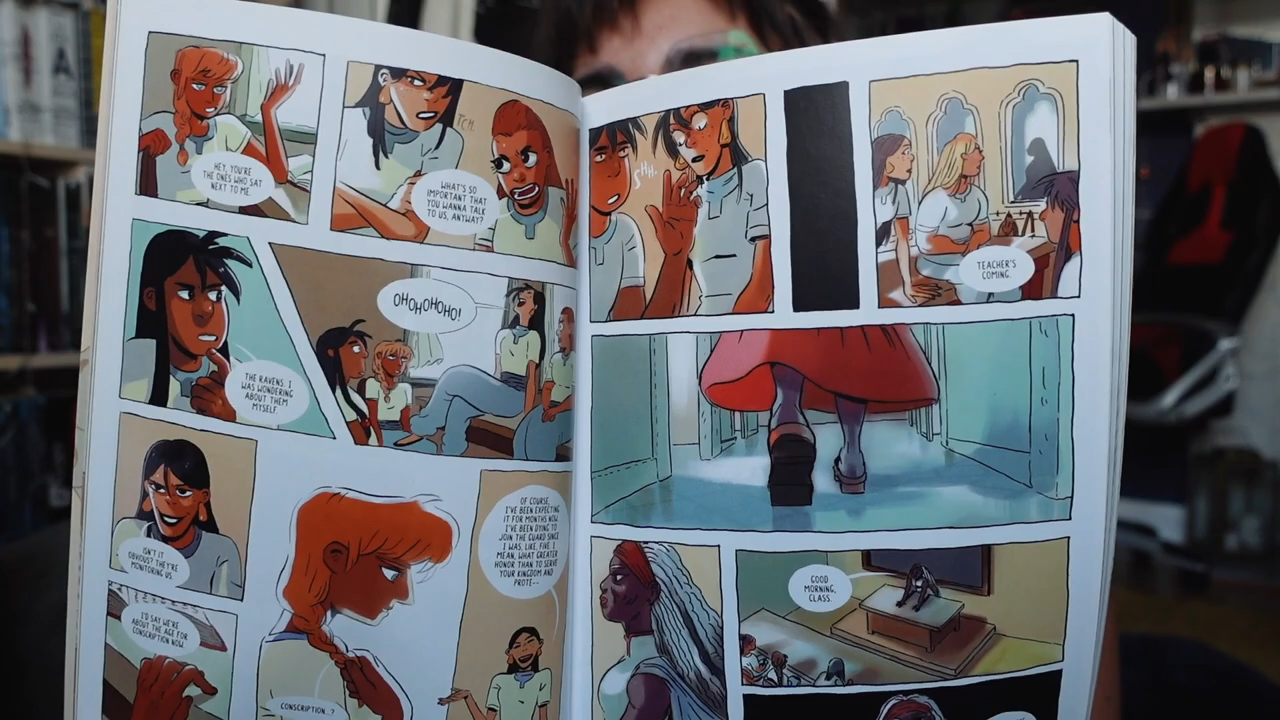 HEY, YOU'RE
THE ONES WHO SAT
NEXT TO ME.
TCH.
WHAT'S SO
IMPORTANT THAT
YOU WANNA TALK
TO US, ANYWAY?
THE RAVENS. I
WAS WONDERING
ABOUT THEM
MYSELF.
OHOHOHOHO!
ISN'T IT
OBVIOUS? THEY'RE
MONITORING US.
I'D SAY WE'RE
ABOUT THE AGE FOR
CONSCRIPTION NOW.
CONSCRIPTION..?
OF COURSE,
I'VE BEEN EXPECTING
IT FOR MONTHS NOW.
I'VE BEEN DYING TO
JOIN THE GUARD SINCE
I WAS, LIKE, FIVE. I
MEAN, WHAT GREATER
HONOR THAN TO SERVE
YOUR KINGDOM AND
PROTE--
SHH.
TEACHER'S
COMING.
GOOD
MORNING,
CLASS.